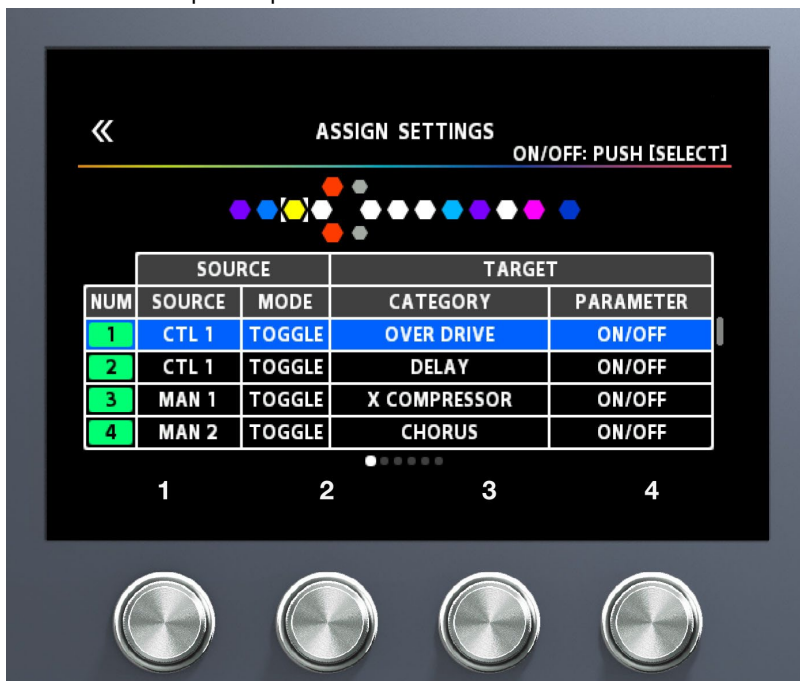 ASSIGN SETTINGS
ON/OFF: PUSH [SELECT]
SOURCE TARGET
NUM SOURCE MODE CATEGORY PARAMETER
1 CTL 1 TOGGLE OVER DRIVE ON/OFF
2 CTL 1 TOGGLE DELAY ON/OFF
3 MAN 1 TOGGLE X COMPRESSOR ON/OFF
4 MAN 2 TOGGLE CHORUS ON/OFF
1 2 3 4